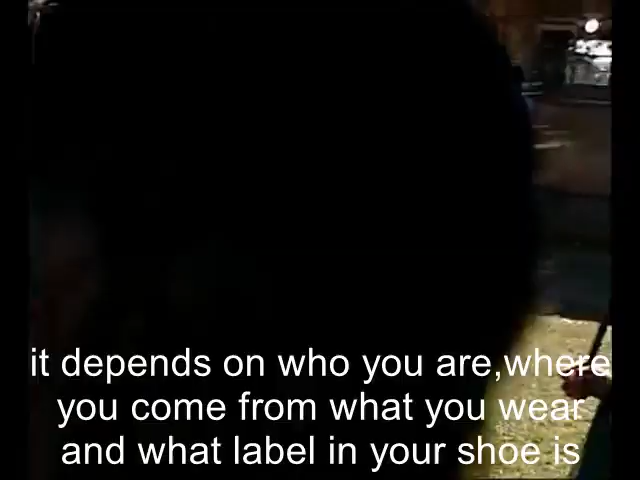 it depends on who you are,where
you come from what you wear
and what label in your shoe is